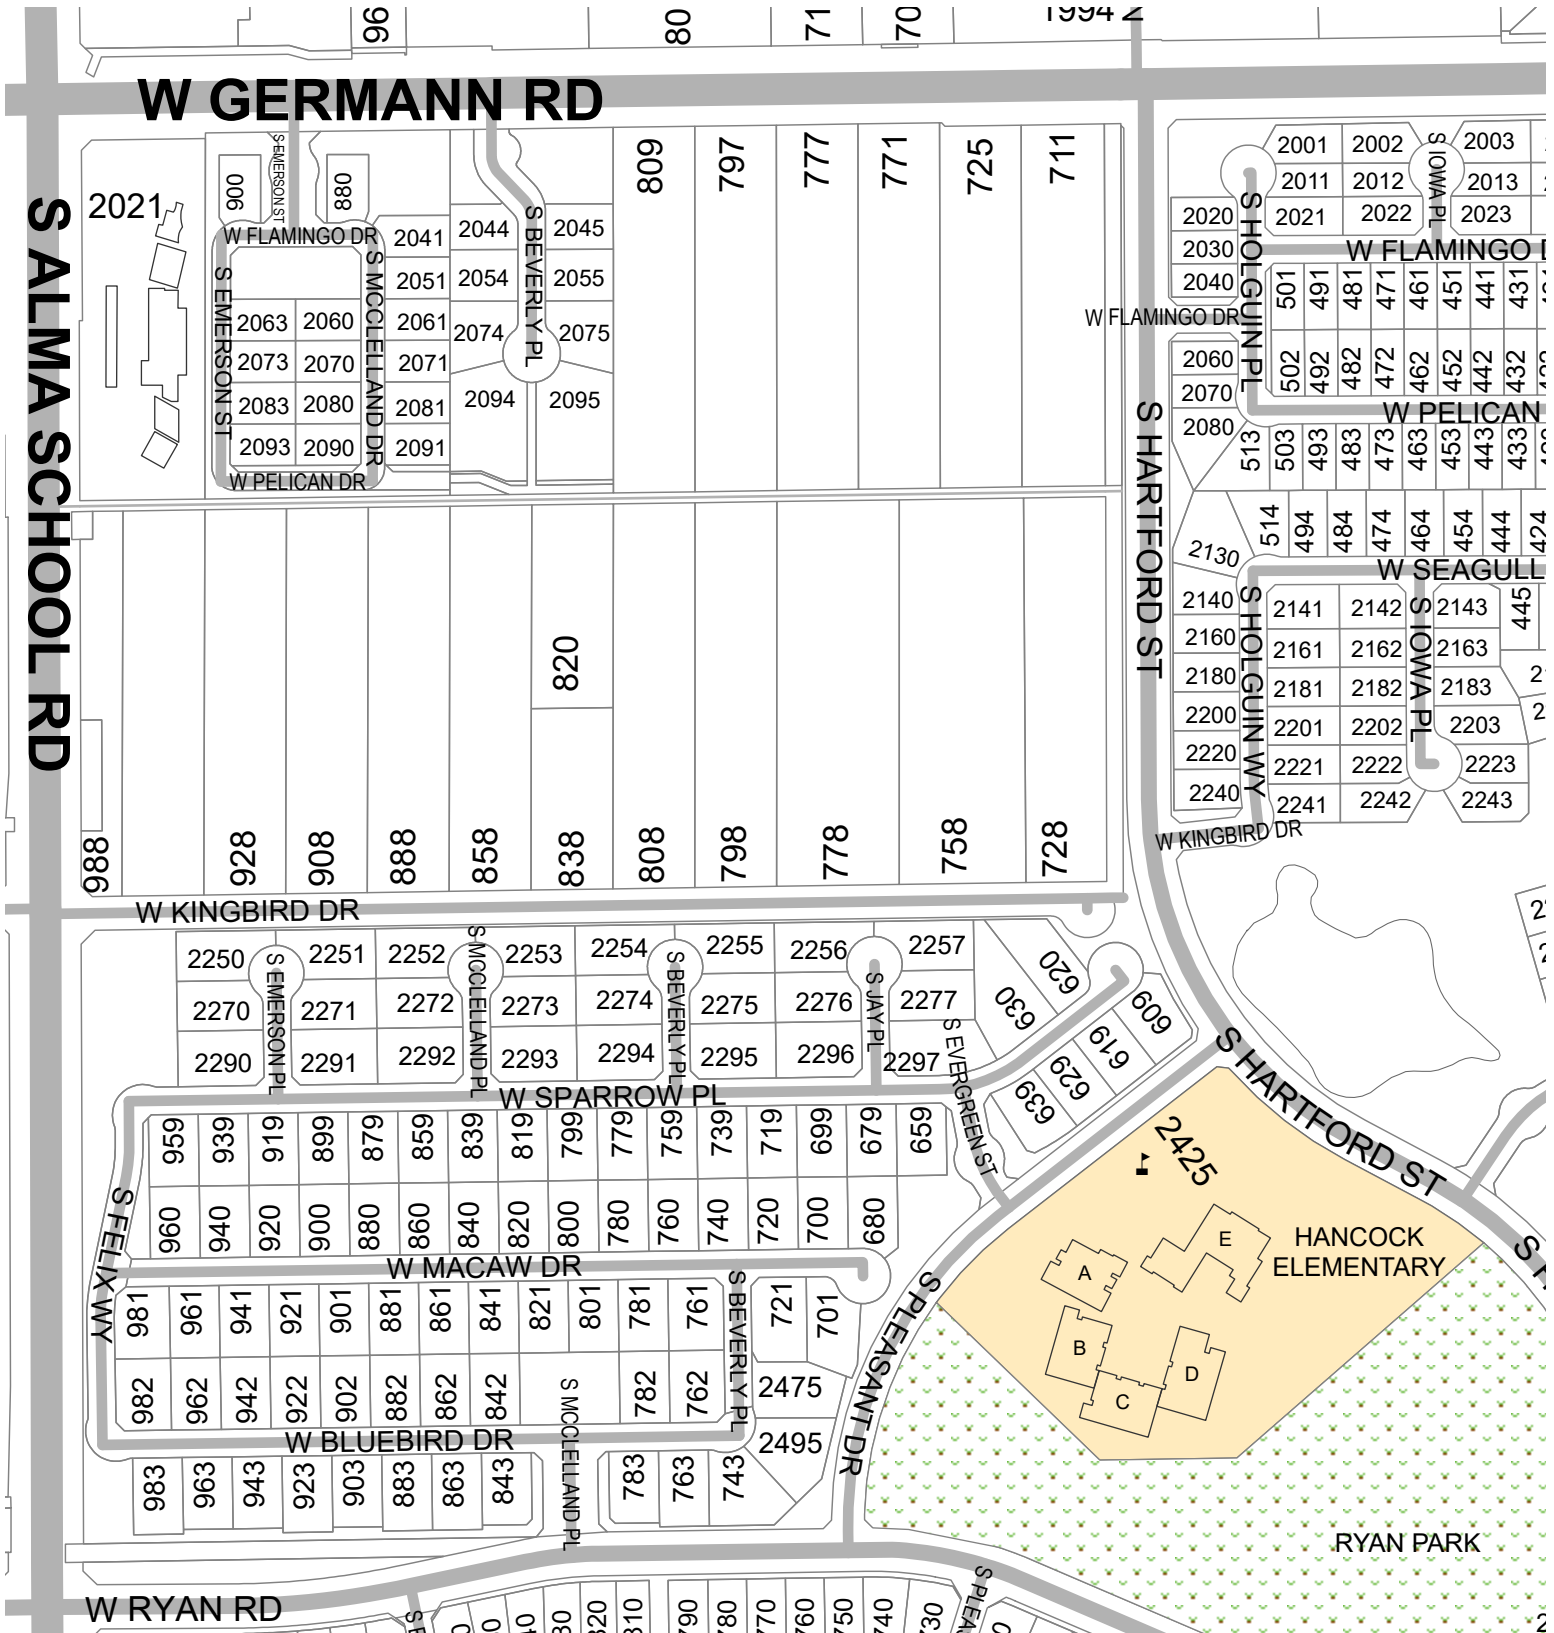 96
80
71
70
1994
W GERMANN RD
S ALMA SCHOOL RD
2021
900
S EMERSON ST
880
W FLAMINGO DR
S EMERSON ST
S MCCLELLAND DR
2063 2060
2073 2070
2083 2080
2093 2090
W PELICAN DR
2041
2051
2061
2071
2081
2091
2044
2054
2074
2094
S BEVERLY PL
2045
2055
2075
2095
809
797
777
771
725
711
S HARTFORD ST
2001 2002 2003
2011 2012 2013
2021 2022 2023
S IOWA PL
S HOLGUIN PL
2020
2030
2040
W FLAMINGO
W FLAMINGO DR
501 491 481 471 461 451 441 431
2060
2070
2080
502 492 482 472 462 452 442 432
W PELICAN
513 503 493 483 473 463 453 443 433
514 494 484 474 464 454 444 424
W SEAGULL
2130
2140
2160
2180
2200
2220
2240
S HOLGUIN WY
2141 2142 2143 445
2161 2162 2163
2181 2182 2183
2201 2202 2203
2221 2222 2223
2241 2242 2243
S IOWA PL
W KINGBIRD DR
820
988
928
908
888
858
838
808
798
778
758
728
W KINGBIRD DR
2250 2251 2252 2253 2254 2255 2256 2257
2270 2271 2272 2273 2274 2275 2276 2277
2290 2291 2292 2293 2294 2295 2296 2297
S EMERSON PL
S MCCLELLAND PL
S BEVERLY PL
S JAY PL
S EVERGREEN ST
620
630
609
619
629
639
W SPARROW PL
959 939 919 899 879 859 839 819 799 779 759 739 719 699 679 659
960 940 920 900 880 860 840 820 800 780 760 740 720 700 680
S FELIX WY
W MACAW DR
981 961 941 921 901 881 861 841 821 801 781 761 721 701
S BEVERLY PL
982 962 942 922 902 882 862 842 782 762
2475
2495
W BLUEBIRD DR
S MCCLELLAND PL
983 963 943 923 903 883 863 843 783 763 743
S PLEASANT DR
S HARTFORD ST
2425
HANCOCK
ELEMENTARY
A
B
C
D
E
RYAN PARK
W RYAN RD
790 780 770 760 750 740 730